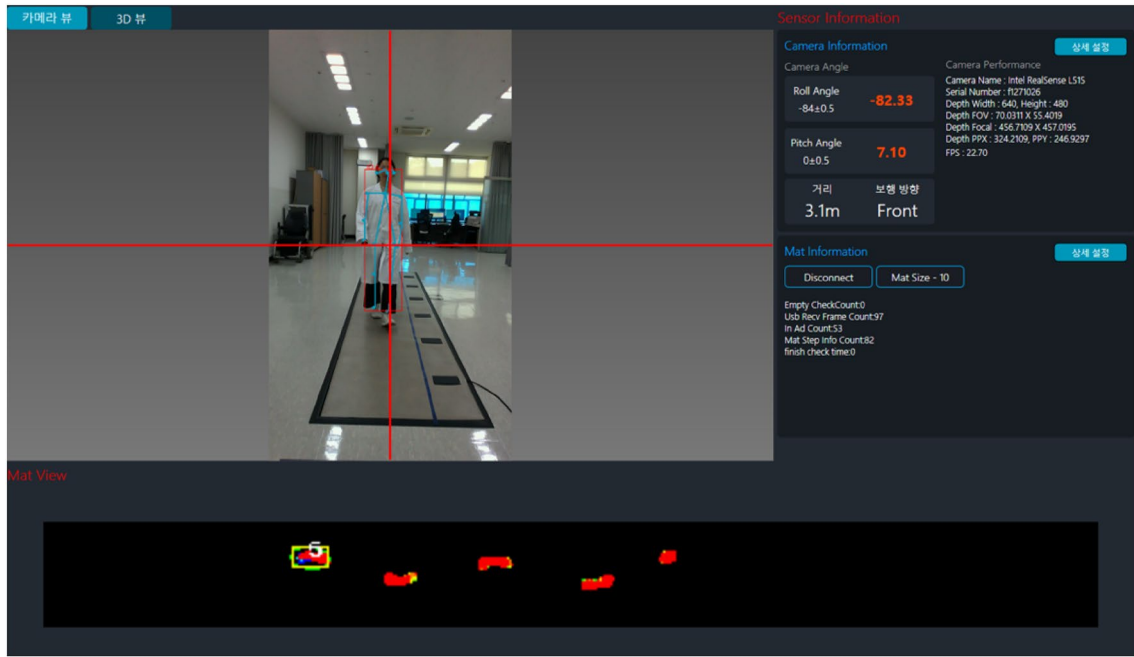 카메라 뷰
3D 뷰
Sensor Information
Camera Information
상세 설정
Camera Angle
Roll Angle
-84±0.5
-82.33
Pitch Angle
0±0.5
7.10
거리
3.1m
보행 방향
Front
Camera Performance
Camera Name : Intel RealSense L515
Serial Number : f1271026
Depth Width : 640, Height : 480
Depth FOV : 70.0311 X 55.4019
Depth Focal : 456.7109 X 457.0195
Depth PPX : 324.2109, PPY : 246.9297
FPS : 22.70
Mat Information
상세 설정
Disconnect
Mat Size - 10
Empty CheckCount:0
Usb Recv Frame Count:97
In Ad Count:53
Mat Step Info Count:82
finish check time:0
Mat View
5